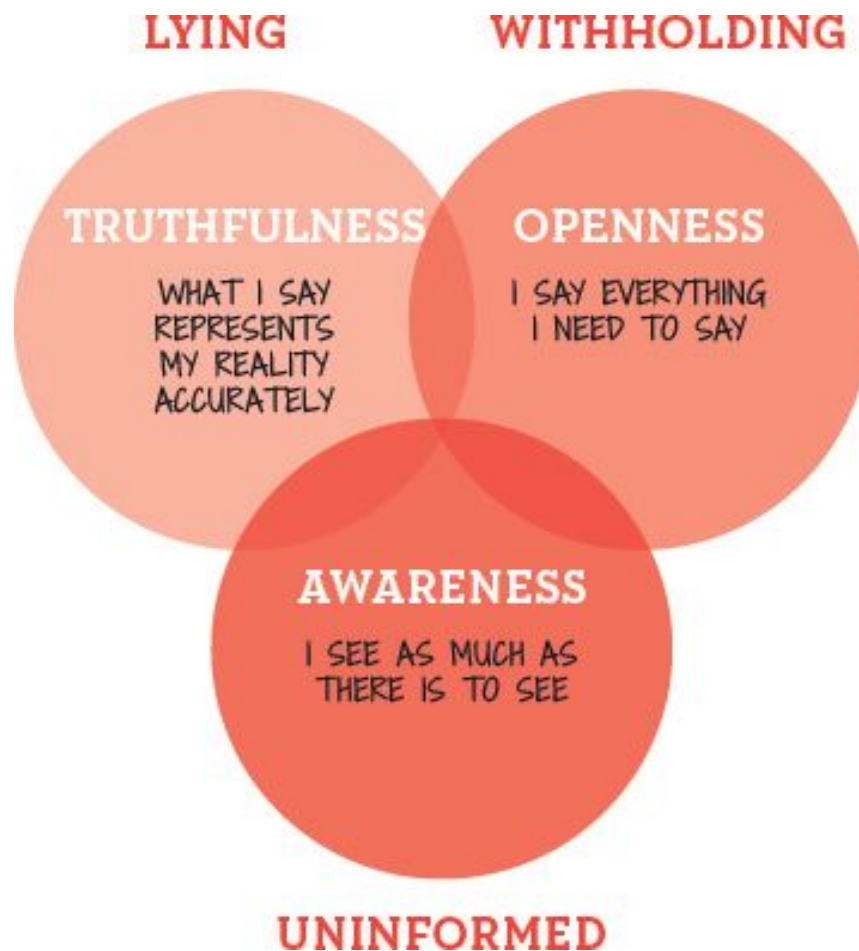 LYING
WITHHOLDING
TRUTHFULNESS
WHAT I SAY
REPRESENTS
MY REALITY
ACCURATELY
OPENNESS
I SAY EVERYTHING
I NEED TO SAY
AWARENESS
I SEE AS MUCH AS
THERE IS TO SEE
UNINFORMED